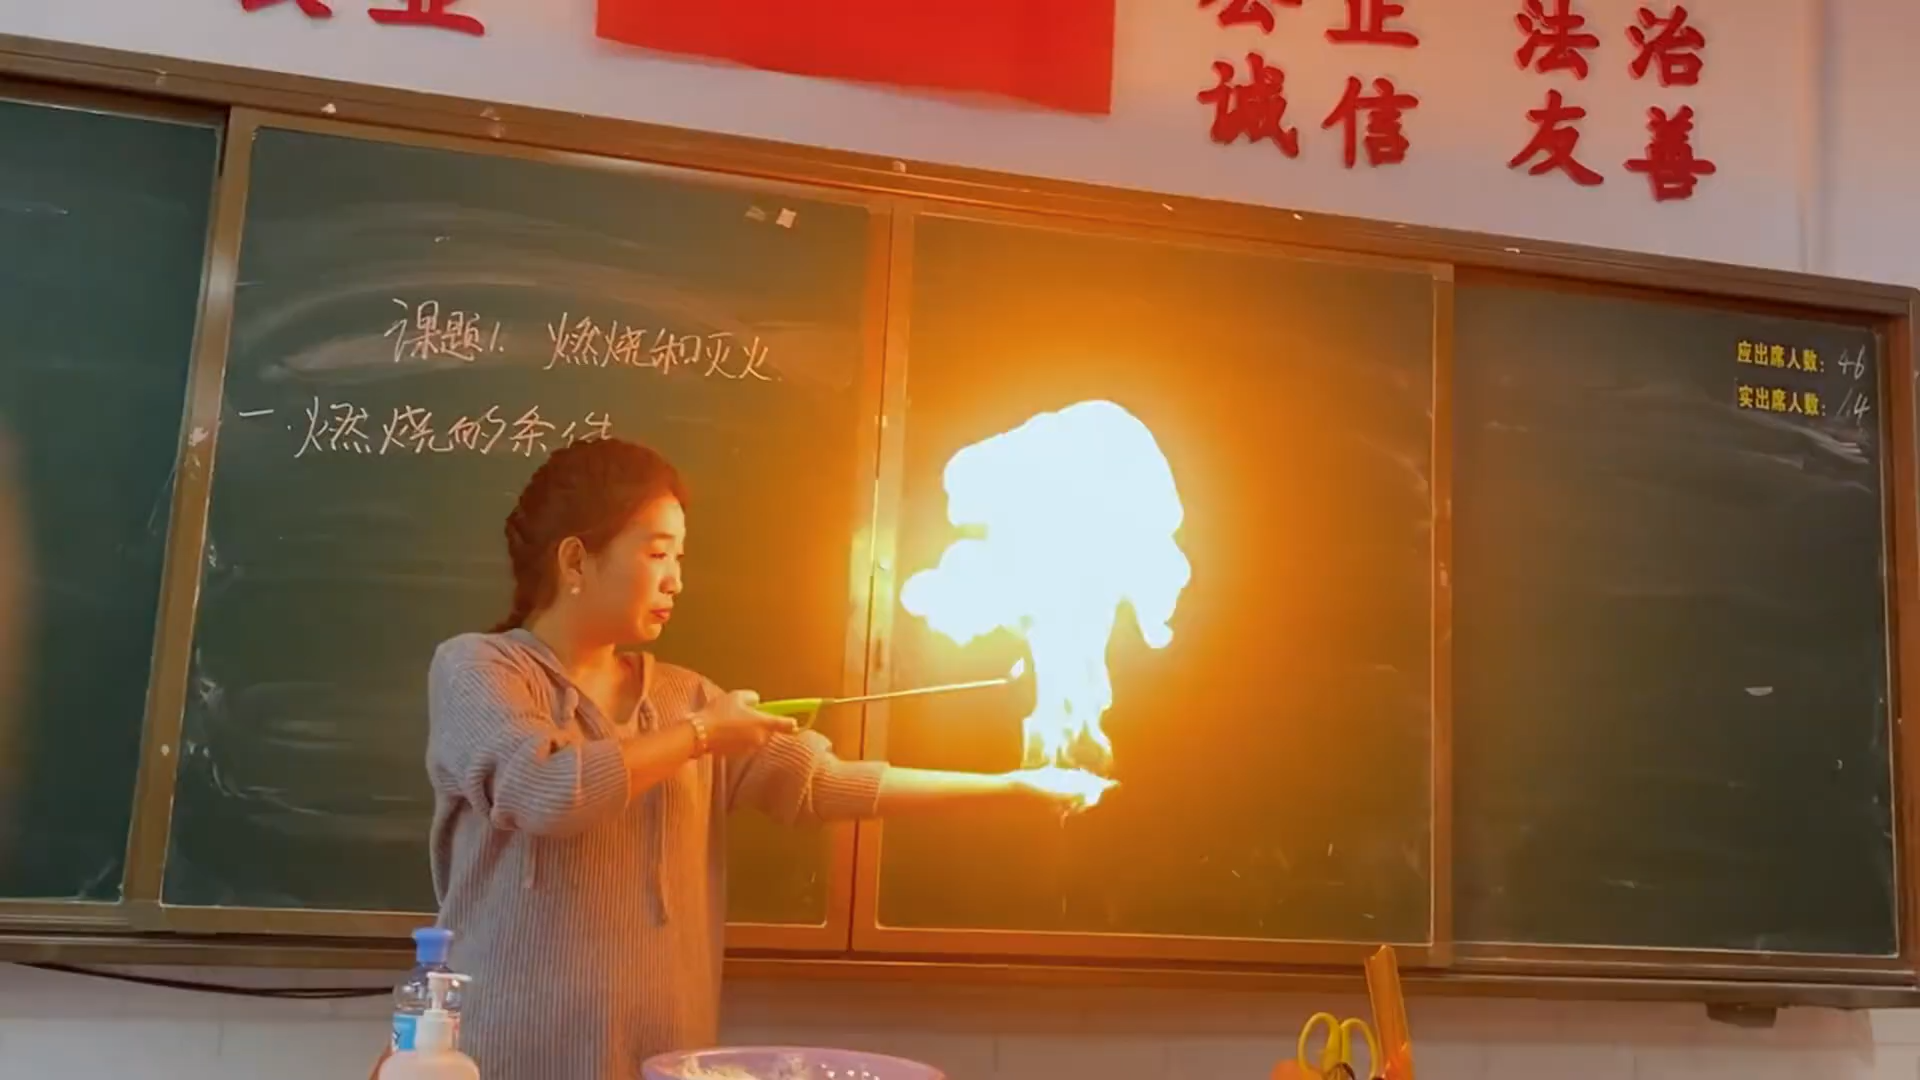 公正 法治
诚信 友善
课题1. 燃烧和灭火.
一.燃烧的条件
应出席人数: 46
实出席人数: